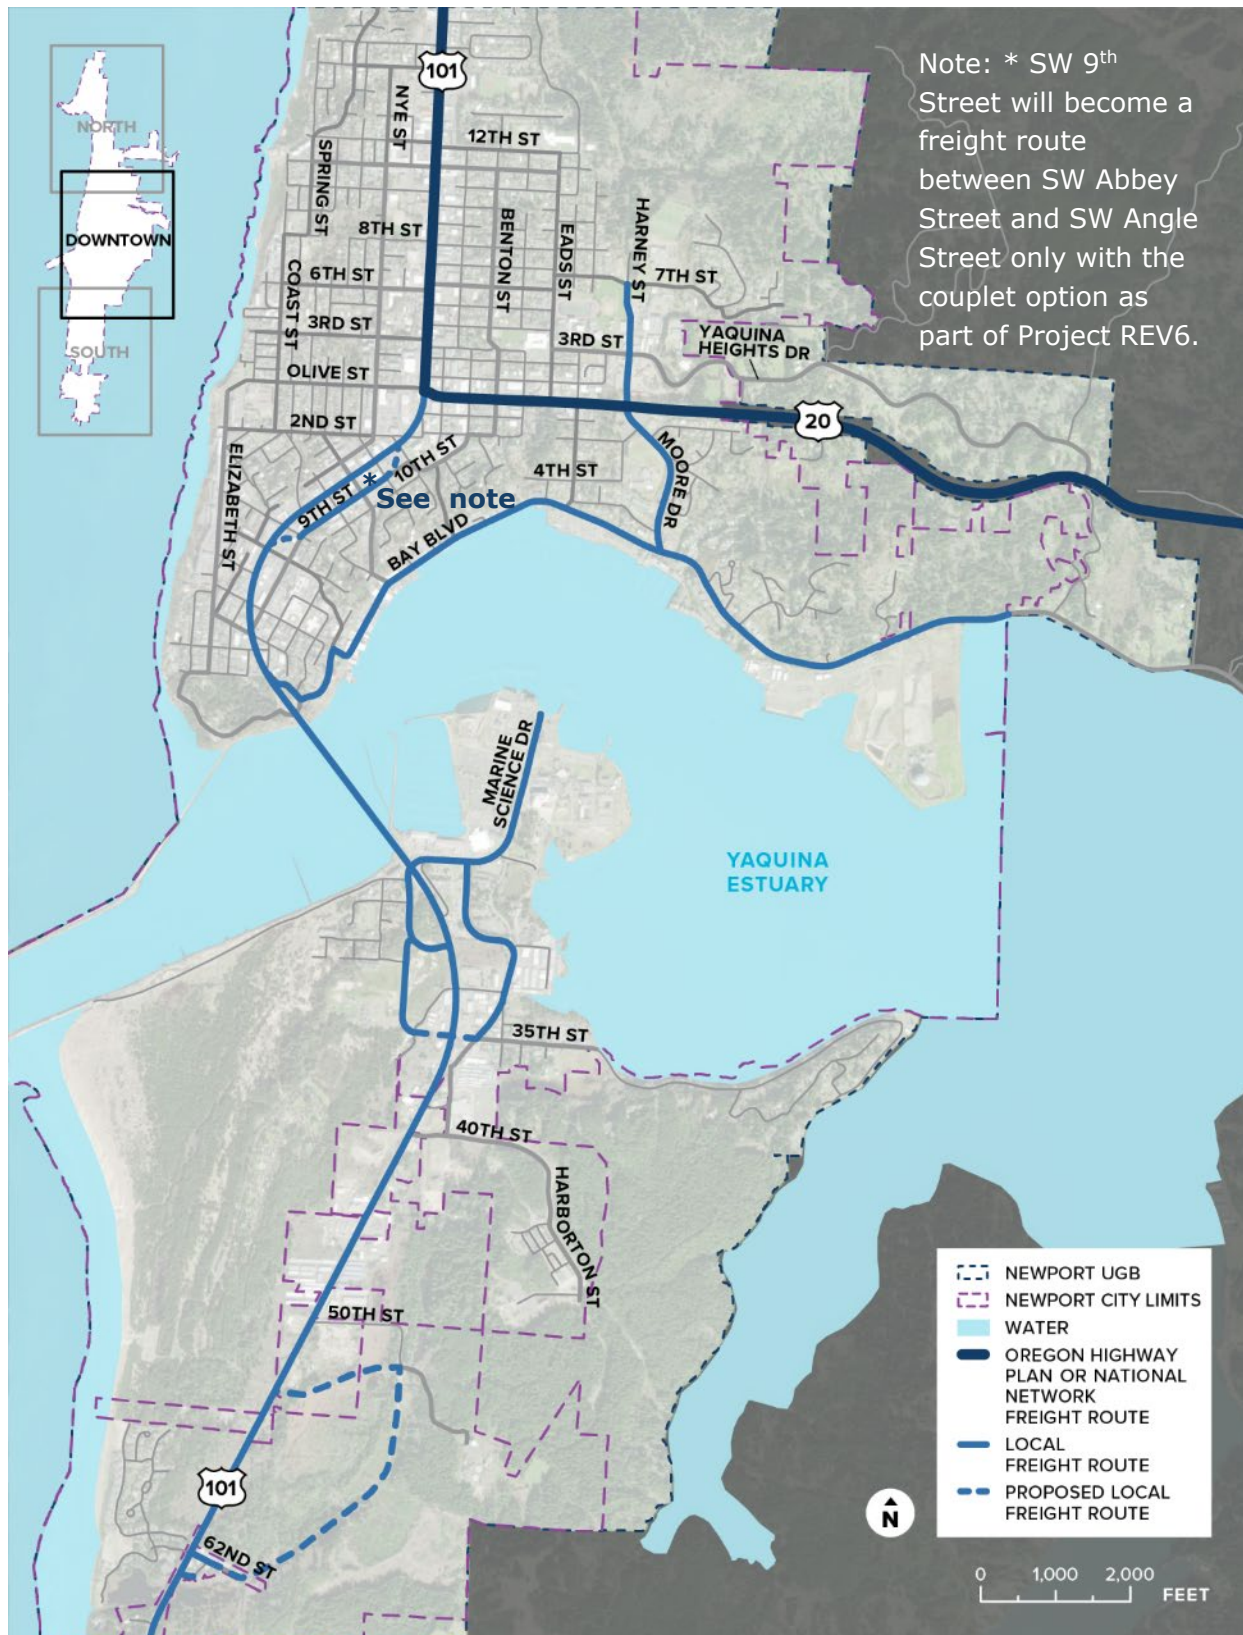 Note: * SW 9th
Street will become a
freight route
between SW Abbey
Street and SW Angle
Street only with the
couplet option as
part of Project REV6.
NORTH
DOWNTOWN
SOUTH
101
NYE ST
12TH ST
SPRING ST
8TH ST
BENTON ST
EADS ST
HARNEY ST
7TH ST
COAST ST
6TH ST
3RD ST
3RD ST
YAQUINA
HEIGHTS DR
OLIVE ST
20
2ND ST
ELIZABETH ST
9TH ST
*
10TH ST
See note
4TH ST
MOORE DR
BAY BLVD
MARINE
SCIENCE DR
YAQUINA
ESTUARY
35TH ST
40TH ST
HARBORTON ST
50TH ST
101
62ND ST
NEWPORT UGB
NEWPORT CITY LIMITS
WATER
OREGON HIGHWAY
PLAN OR NATIONAL
NETWORK
FREIGHT ROUTE
LOCAL
FREIGHT ROUTE
PROPOSED LOCAL
FREIGHT ROUTE
N
0 1,000 2,000
FEET